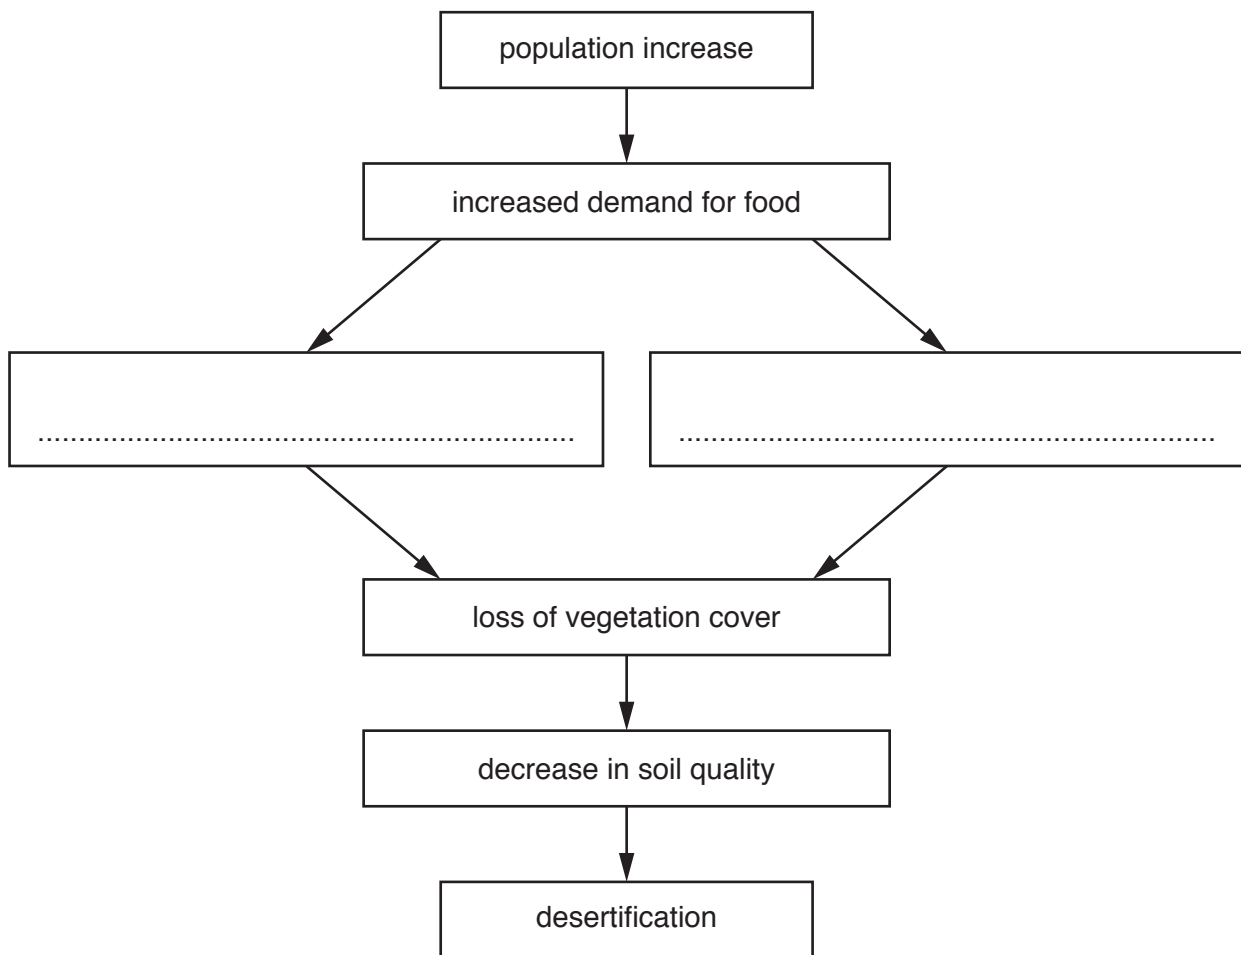 population increase
increased demand for food
..................................................................
..................................................................
loss of vegetation cover
decrease in soil quality
desertification